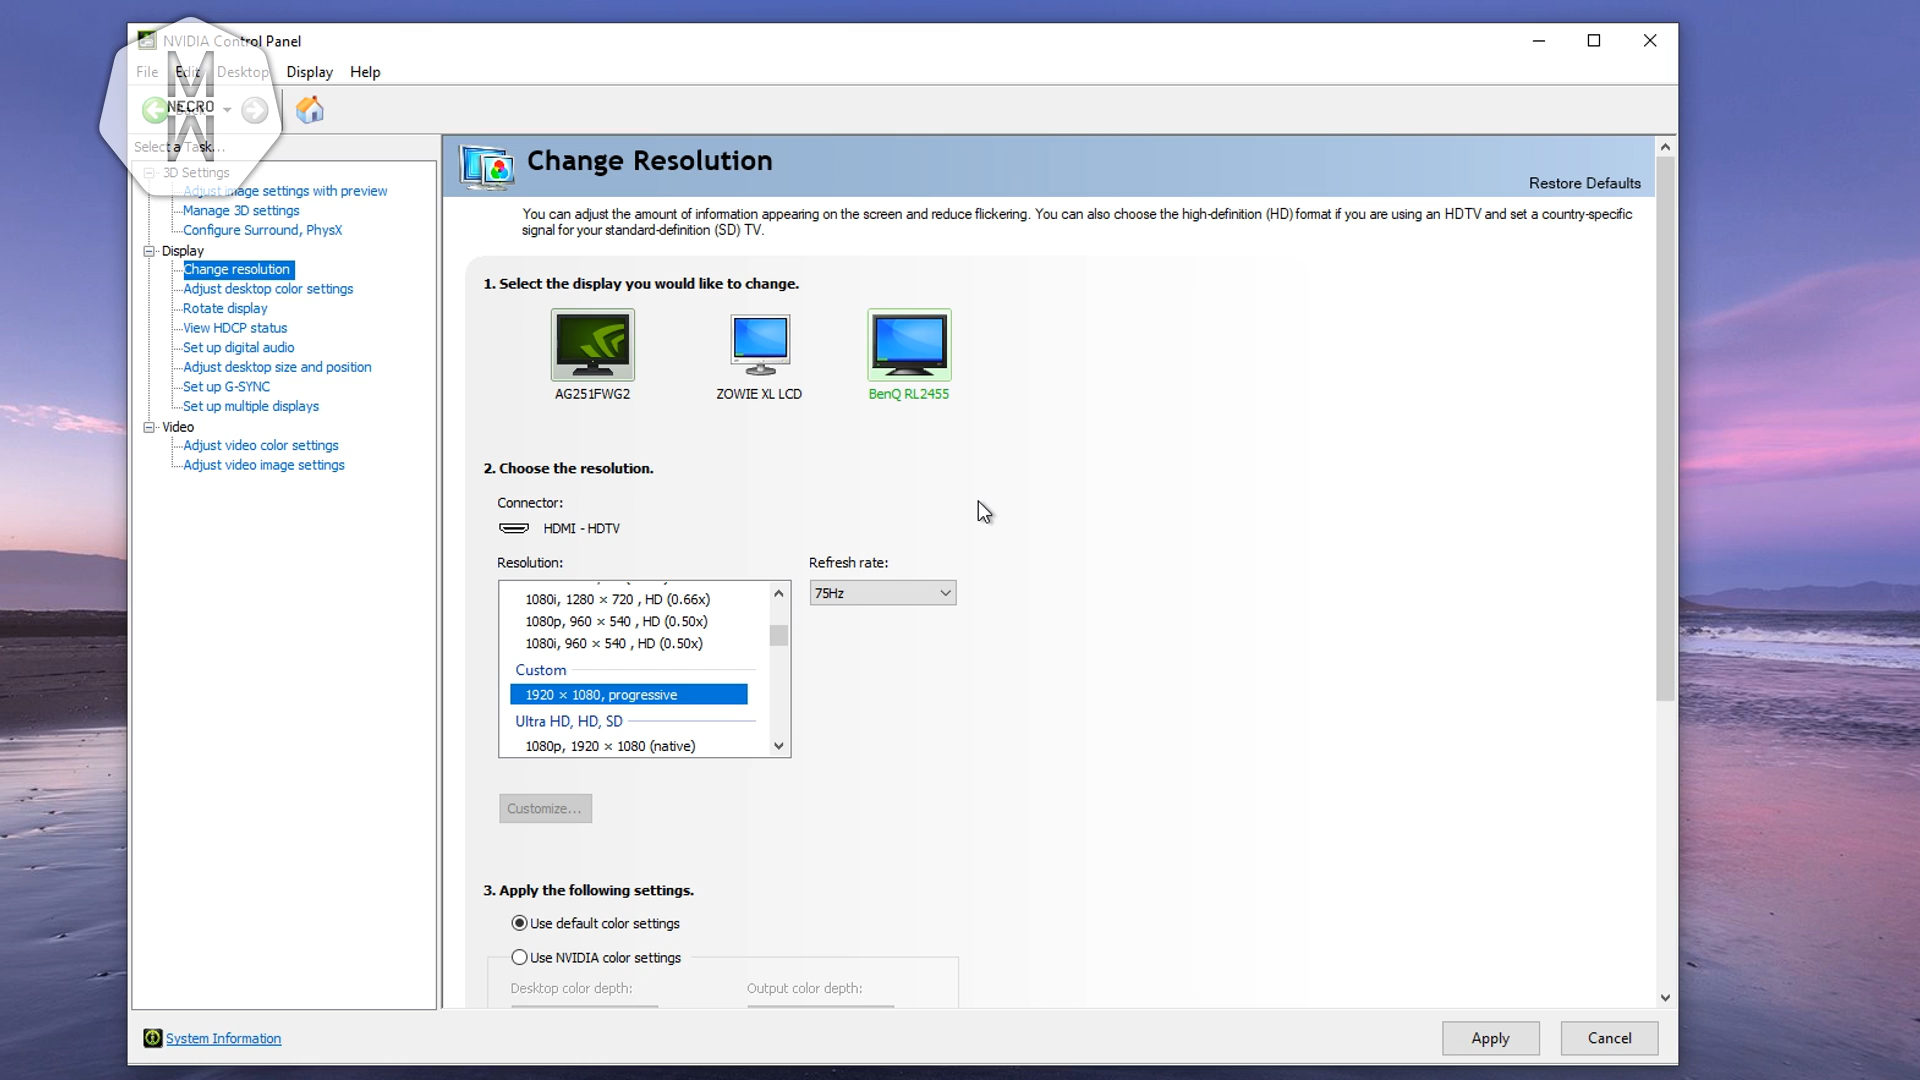 NVIDIA Control Panel
File Edit Desktop Display Help
M
NECRO Back
M
Select a Task...
3D Settings
Adjust image settings with preview
Manage 3D settings
Configure Surround, PhysX
Display
Change resolution
Adjust desktop color settings
Rotate display
View HDCP status
Set up digital audio
Adjust desktop size and position
Set up G-SYNC
Set up multiple displays
Video
Adjust video color settings
Adjust video image settings
System Information
Change Resolution
Restore Defaults
You can adjust the amount of information appearing on the screen and reduce flickering. You can also choose the high-definition (HD) format if you are using an HDTV and set a country-specific
signal for your standard-definition (SD) TV.
1. Select the display you would like to change.
AG251FWG2 ZOWIE XL LCD BenQ RL2455
2. Choose the resolution.
Connector:
HDMI - HDTV
Resolution: Refresh rate:
75Hz
1080i, 1280 × 720 , HD (0.66x)
1080p, 960 × 540 , HD (0.50x)
1080i, 960 × 540 , HD (0.50x)
Custom
1920 × 1080, progressive
Ultra HD, HD, SD
1080p, 1920 × 1080 (native)
Customize...
3. Apply the following settings.
Use default color settings
Use NVIDIA color settings
Desktop color depth: Output color depth:
Apply Cancel